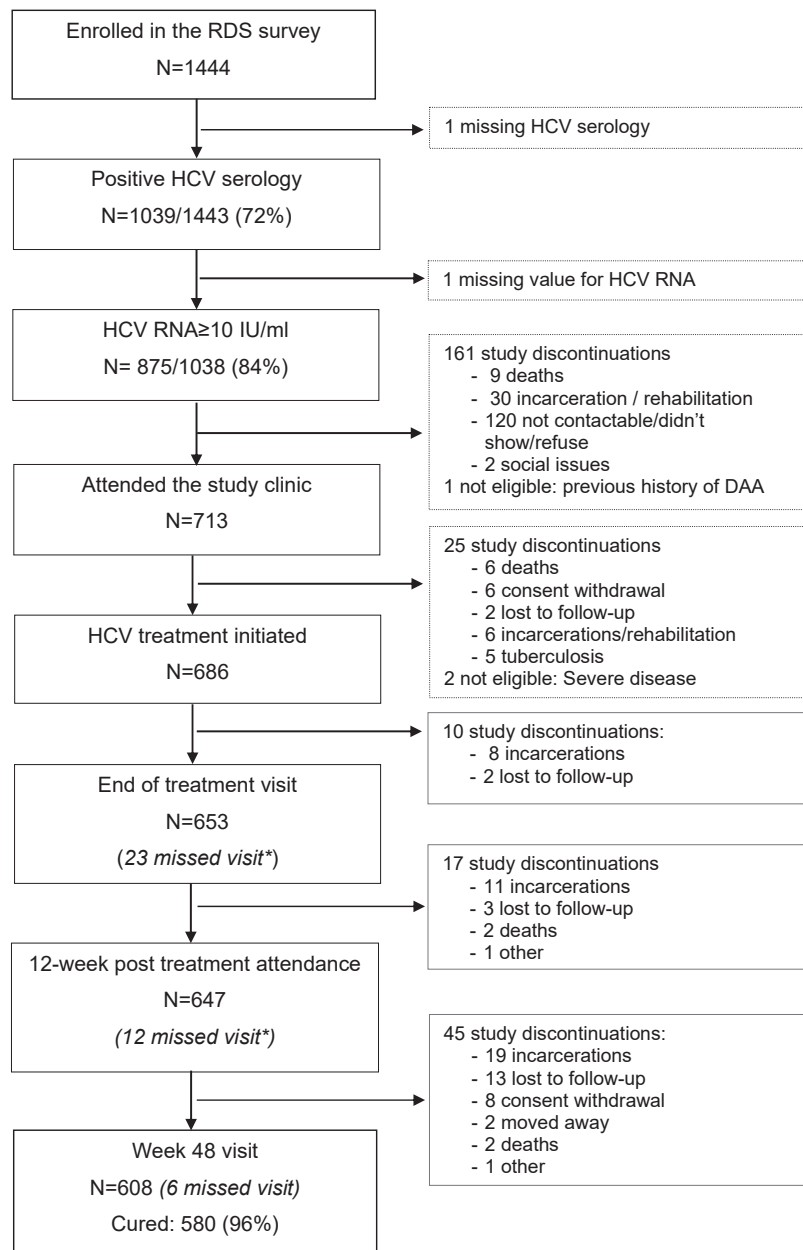 Enrolled in the RDS survey
N=1444
1 missing HCV serology
Positive HCV serology
N=1039/1443 (72%)
1 missing value for HCV RNA
HCV RNA≥10 IU/ml
N= 875/1038 (84%)
161 study discontinuations
- 9 deaths
- 30 incarceration / rehabilitation
- 120 not contactable/didn't
show/refuse
- 2 social issues
1 not eligible: previous history of DAA
Attended the study clinic
N=713
25 study discontinuations
- 6 deaths
- 6 consent withdrawal
- 2 lost to follow-up
- 6 incarcerations/rehabilitation
- 5 tuberculosis
2 not eligible: Severe disease
HCV treatment initiated
N=686
10 study discontinuations:
- 8 incarcerations
- 2 lost to follow-up
End of treatment visit
N=653
(23 missed visit*)
17 study discontinuations
- 11 incarcerations
- 3 lost to follow-up
- 2 deaths
- 1 other
12-week post treatment attendance
N=647
(12 missed visit*)
45 study discontinuations:
- 19 incarcerations
- 13 lost to follow-up
- 8 consent withdrawal
- 2 moved away
- 2 deaths
- 1 other
Week 48 visit
N=608 (6 missed visit)
Cured: 580 (96%)